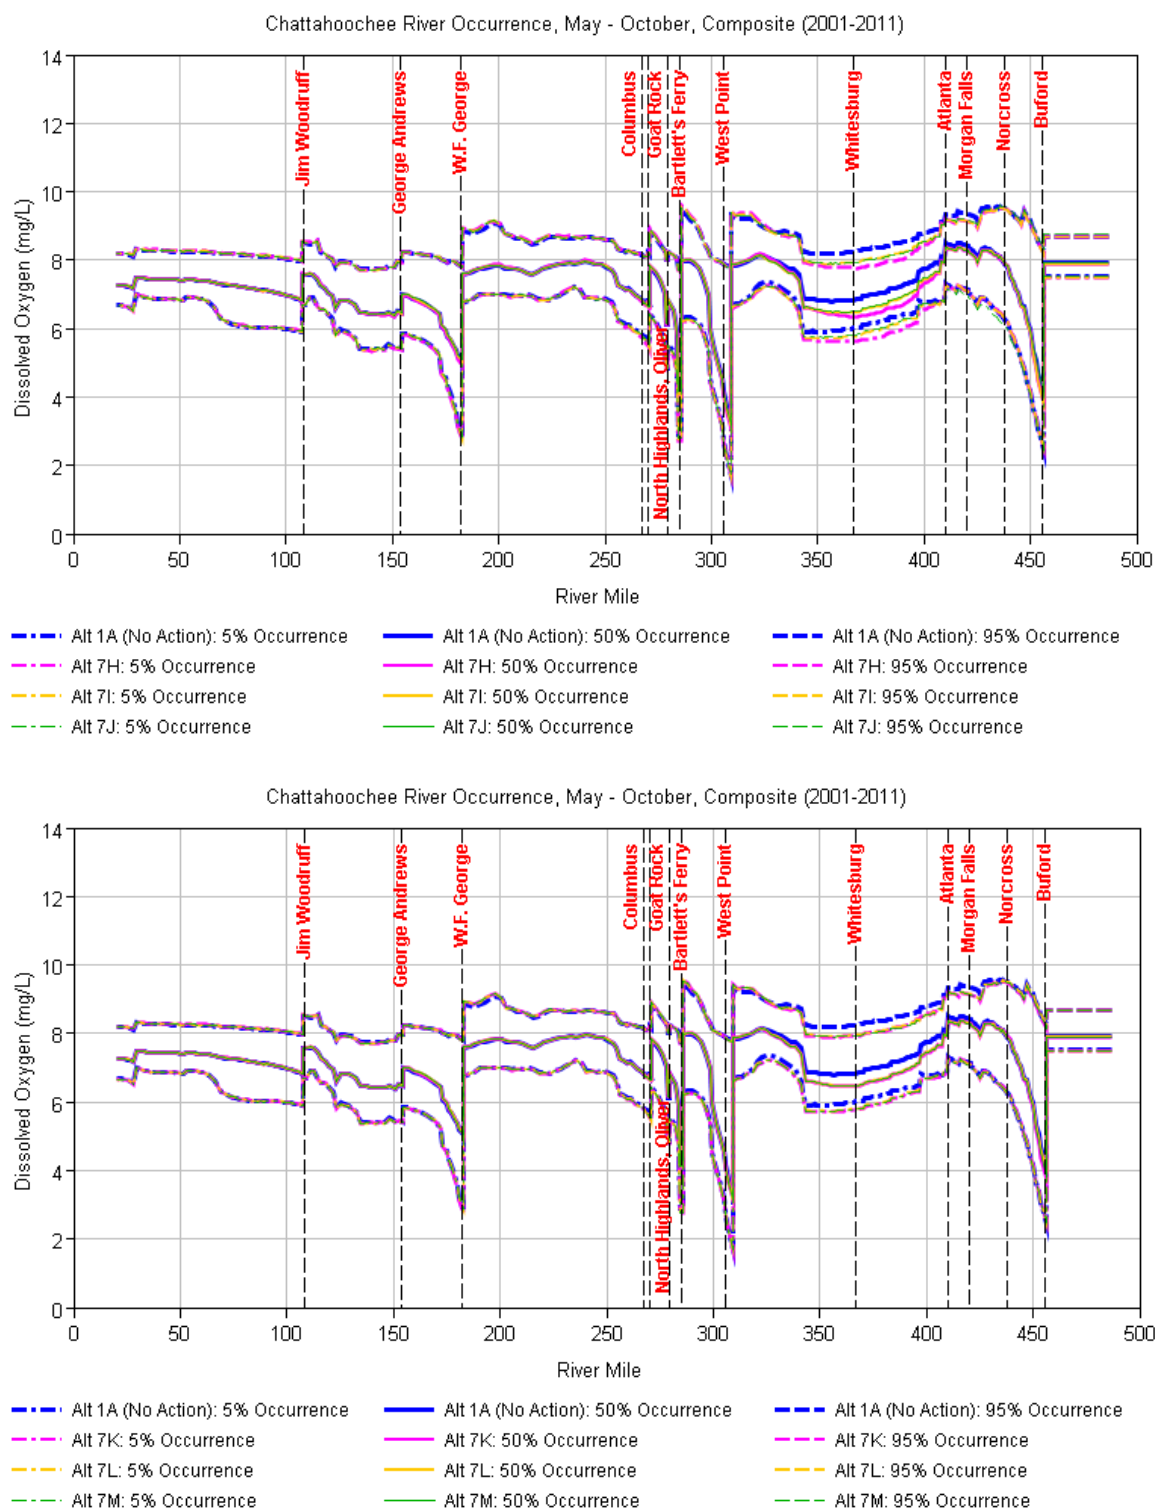 Chattahoochee River Occurrence, May - October, Composite (2001-2011)
14
12
10
8
6
4
2
0
Dissolved Oxygen (mg/L)
Jim Woodruff
George Andrews
W.F. George
Columbus
Goat Rock
North Highlands, Oliver
Bartlett's Ferry
West Point
Whitesburg
Atlanta
Morgan Falls
Norcross
Buford
0 50 100 150 200 250 300 350 400 450 500
River Mile
Alt 1A (No Action): 5% Occurrence Alt 1A (No Action): 50% Occurrence Alt 1A (No Action): 95% Occurrence
Alt 7H: 5% Occurrence Alt 7H: 50% Occurrence Alt 7H: 95% Occurrence
Alt 7I: 5% Occurrence Alt 7I: 50% Occurrence Alt 7I: 95% Occurrence
Alt 7J: 5% Occurrence Alt 7J: 50% Occurrence Alt 7J: 95% Occurrence
Chattahoochee River Occurrence, May - October, Composite (2001-2011)
14
12
10
8
6
4
2
0
Dissolved Oxygen (mg/L)
Jim Woodruff
George Andrews
W.F. George
Columbus
Goat Rock
North Highlands, Oliver
Bartlett's Ferry
West Point
Whitesburg
Atlanta
Morgan Falls
Norcross
Buford
0 50 100 150 200 250 300 350 400 450 500
River Mile
Alt 1A (No Action): 5% Occurrence Alt 1A (No Action): 50% Occurrence Alt 1A (No Action): 95% Occurrence
Alt 7K: 5% Occurrence Alt 7K: 50% Occurrence Alt 7K: 95% Occurrence
Alt 7L: 5% Occurrence Alt 7L: 50% Occurrence Alt 7L: 95% Occurrence
Alt 7M: 5% Occurrence Alt 7M: 50% Occurrence Alt 7M: 95% Occurrence